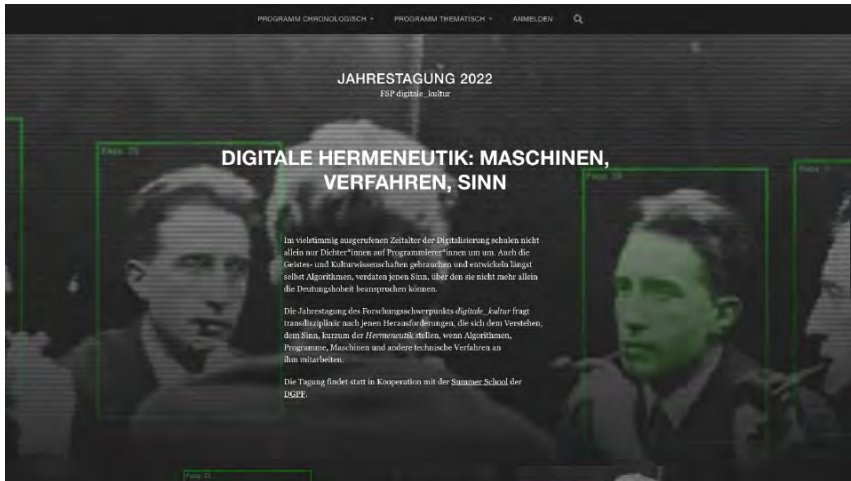 PROGRAMM CHRONOLOGISCH PROGRAMM THEMATISCH ANMELDEN
JAHRESTAGUNG 2022
FSP digitale_kultur
DIGITALE HERMENEUTIK: MASCHINEN,
VERFAHREN, SINN
Im vielstimmig ausgerufenen Zeitalter der Digitalisierung schulen nicht
allein nur Dichter*innen auf Programmierer*innen um um. Auch die
Geistes- und Kulturwissenschaften gebrauchen und entwickeln längst
selbst Algorithmen, verdaten jenen Sinn, über den sie nicht mehr allein
die Deutungshoheit beanspruchen können.
Die Jahrestagung des Forschungsschwerpunkts digitale_kultur fragt
transdisziplinär nach jenen Herausforderungen, die sich dem Verstehen,
dem Sinn, kurzum der Hermeneutik stellen, wenn Algorithmen,
Programme, Maschinen und andere technische Verfahren an
ihm mitarbeiten.
Die Tagung findet statt in Kooperation mit der Summer School der
DGPF.